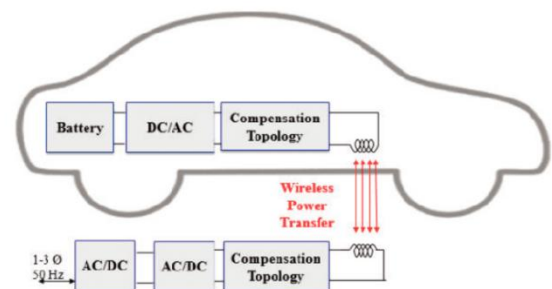 Battery
DC/AC
Compensation
Topology
Wireless
Power
Transfer
1-3 Ø
50 Hz
AC/DC
AC/DC
Compensation
Topology